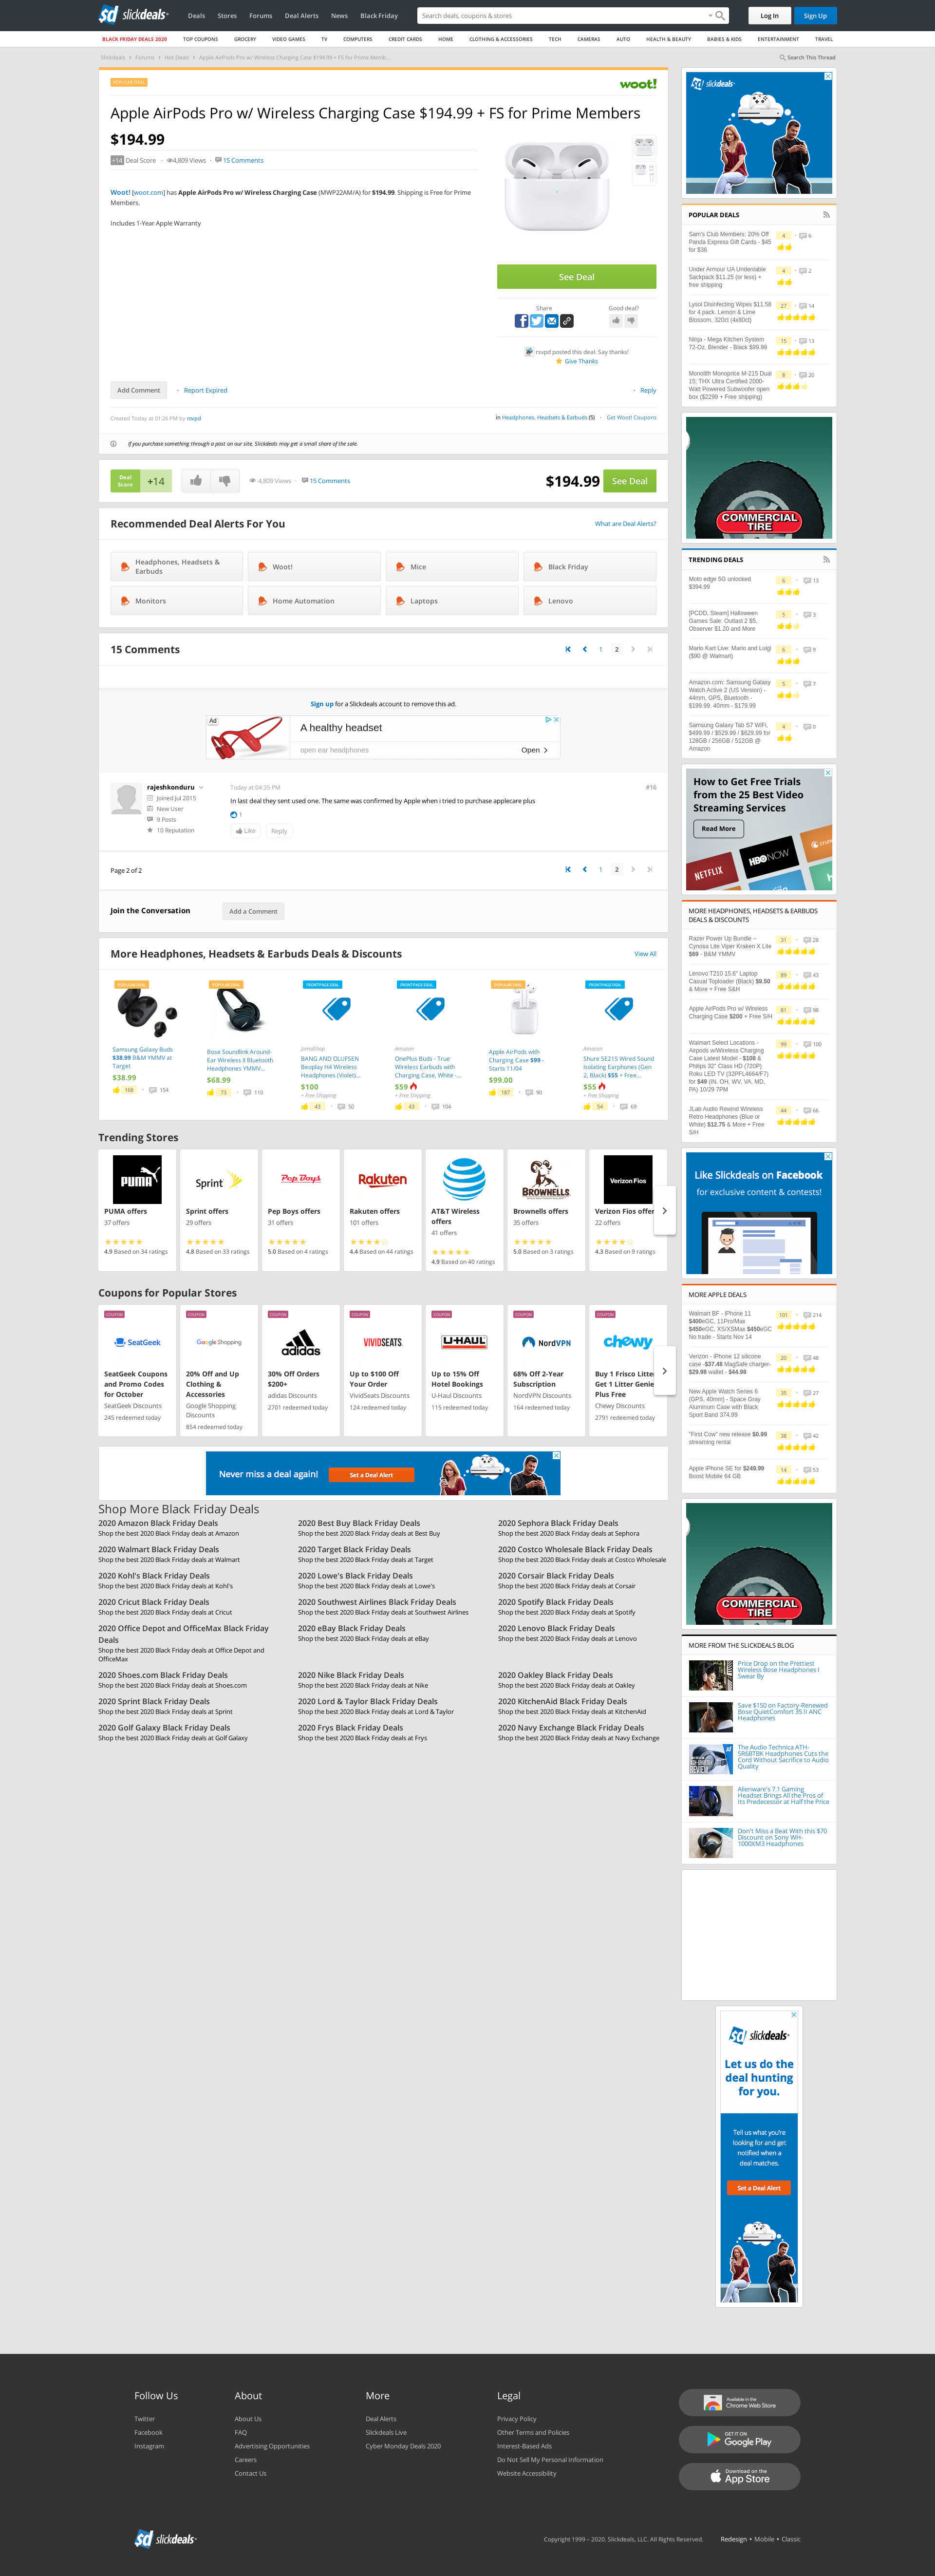 slickdeals
Deals
Stores
Forums
Deal Alerts
News
Black Friday
Search deals, coupons & stores
Log In
Sign Up
BLACK FRIDAY DEALS 2020
TOP COUPONS
GROCERY
VIDEO GAMES
TV
COMPUTERS
CREDIT CARDS
HOME
CLOTHING & ACCESSORIES
TECH
CAMERAS
AUTO
HEALTH & BEAUTY
BABIES & KIDS
ENTERTAINMENT
TRAVEL
Slickdeals › Forums › Hot Deals › Apple AirPods Pro w/ Wireless Charging Case $194.99 + FS for Prime Memb...
Search This Thread
POPULAR DEAL
woot!
Apple AirPods Pro w/ Wireless Charging Case $194.99 + FS for Prime Members
$194.99
+14 Deal Score
4,809 Views
15 Comments
Woot! [woot.com] has Apple AirPods Pro w/ Wireless Charging Case (MWP22AM/A) for $194.99. Shipping is Free for Prime
Members.
Includes 1-Year Apple Warranty
See Deal
Share
Good deal?
rsvpd posted this deal. Say thanks!
Give Thanks
Add Comment
Report Expired
Reply
Created Today at 01:26 PM by rsvpd
in Headphones, Headsets & Earbuds (5)
Get Woot! Coupons
If you purchase something through a post on our site, Slickdeals may get a small share of the sale.
Deal
Score
+14
4,809 Views
15 Comments
$194.99
See Deal
Recommended Deal Alerts For You
What are Deal Alerts?
Headphones, Headsets &
Earbuds
Woot!
Mice
Black Friday
Monitors
Home Automation
Laptops
Lenovo
15 Comments
1
2
Sign up for a Slickdeals account to remove this ad.
Ad
A healthy headset
open ear headphones
Open
rajeshkonduru
Joined Jul 2015
New User
9 Posts
10 Reputation
Today at 04:35 PM
#16
In last deal they sent used one. The same was confirmed by Apple when i tried to purchase applecare plus
1
Like
Reply
Page 2 of 2
1
2
Join the Conversation
Add a Comment
More Headphones, Headsets & Earbuds Deals & Discounts
View All
POPULAR DEAL
Samsung Galaxy Buds
$38.99 B&M YMMV at
Target
$38.99
168
154
POPULAR DEAL
Bose Soundlink Around-
Ear Wireless II Bluetooth
Headphones YMMV...
$68.99
73
110
FRONTPAGE DEAL
JomaShop
BANG AND OLUFSEN
Beoplay H4 Wireless
Headphones (Violet)...
$100
+ Free Shipping
43
50
FRONTPAGE DEAL
Amazon
OnePlus Buds - True
Wireless Earbuds with
Charging Case, White -...
$59
+ Free Shipping
43
104
POPULAR DEAL
Apple AirPods with
Charging Case $99 -
Starts 11/04
$99.00
187
90
FRONTPAGE DEAL
Amazon
Shure SE215 Wired Sound
Isolating Earphones (Gen
2, Black) $55 + Free...
$55
+ Free Shipping
54
69
Trending Stores
PUMA
PUMA offers
37 offers
4.9 Based on 34 ratings
Sprint
Sprint offers
29 offers
4.8 Based on 33 ratings
Pep Boys
Pep Boys offers
31 offers
5.0 Based on 4 ratings
Rakuten
Rakuten offers
101 offers
4.4 Based on 44 ratings
AT&T Wireless
offers
41 offers
4.9 Based on 40 ratings
BROWNELLS
Brownells offers
35 offers
5.0 Based on 3 ratings
Verizon Fios
Verizon Fios offers
22 offers
4.3 Based on 9 ratings
Coupons for Popular Stores
COUPON
SeatGeek
SeatGeek Coupons
and Promo Codes
for October
SeatGeek Discounts
245 redeemed today
COUPON
Google Shopping
20% Off and Up
Clothing &
Accessories
Google Shopping
Discounts
854 redeemed today
COUPON
adidas
30% Off Orders
$200+
adidas Discounts
2701 redeemed today
COUPON
VIVID SEATS
Up to $100 Off
Your Order
VividSeats Discounts
124 redeemed today
COUPON
U-HAUL
Up to 15% Off
Hotel Bookings
U-Haul Discounts
115 redeemed today
COUPON
NordVPN
68% Off 2-Year
Subscription
NordVPN Discounts
164 redeemed today
COUPON
chewy
Buy 1 Frisco Litter
Get 1 Litter Genie
Plus Free
Chewy Discounts
2791 redeemed today
Never miss a deal again!
Set a Deal Alert
Shop More Black Friday Deals
2020 Amazon Black Friday Deals
Shop the best 2020 Black Friday deals at Amazon
2020 Best Buy Black Friday Deals
Shop the best 2020 Black Friday deals at Best Buy
2020 Sephora Black Friday Deals
Shop the best 2020 Black Friday deals at Sephora
2020 Walmart Black Friday Deals
Shop the best 2020 Black Friday deals at Walmart
2020 Target Black Friday Deals
Shop the best 2020 Black Friday deals at Target
2020 Costco Wholesale Black Friday Deals
Shop the best 2020 Black Friday deals at Costco Wholesale
2020 Kohl's Black Friday Deals
Shop the best 2020 Black Friday deals at Kohl's
2020 Lowe's Black Friday Deals
Shop the best 2020 Black Friday deals at Lowe's
2020 Corsair Black Friday Deals
Shop the best 2020 Black Friday deals at Corsair
2020 Cricut Black Friday Deals
Shop the best 2020 Black Friday deals at Cricut
2020 Southwest Airlines Black Friday Deals
Shop the best 2020 Black Friday deals at Southwest Airlines
2020 Spotify Black Friday Deals
Shop the best 2020 Black Friday deals at Spotify
2020 Office Depot and OfficeMax Black Friday
Deals
Shop the best 2020 Black Friday deals at Office Depot and
OfficeMax
2020 eBay Black Friday Deals
Shop the best 2020 Black Friday deals at eBay
2020 Lenovo Black Friday Deals
Shop the best 2020 Black Friday deals at Lenovo
2020 Shoes.com Black Friday Deals
Shop the best 2020 Black Friday deals at Shoes.com
2020 Nike Black Friday Deals
Shop the best 2020 Black Friday deals at Nike
2020 Oakley Black Friday Deals
Shop the best 2020 Black Friday deals at Oakley
2020 Sprint Black Friday Deals
Shop the best 2020 Black Friday deals at Sprint
2020 Lord & Taylor Black Friday Deals
Shop the best 2020 Black Friday deals at Lord & Taylor
2020 KitchenAid Black Friday Deals
Shop the best 2020 Black Friday deals at KitchenAid
2020 Golf Galaxy Black Friday Deals
Shop the best 2020 Black Friday deals at Golf Galaxy
2020 Frys Black Friday Deals
Shop the best 2020 Black Friday deals at Frys
2020 Navy Exchange Black Friday Deals
Shop the best 2020 Black Friday deals at Navy Exchange
slickdeals
POPULAR DEALS
Sam's Club Members: 20% Off
Panda Express Gift Cards - $45
for $36
4
6
Under Armour UA Undeniable
Sackpack $11.25 (or less) +
free shipping
4
2
Lysol Disinfecting Wipes $11.58
for 4 pack. Lemon & Lime
Blossom, 320ct (4x80ct)
27
14
Ninja - Mega Kitchen System
72-Oz. Blender - Black $99.99
15
13
Monolith Monoprice M-215 Dual
15; THX Ultra Certified 2000-
Watt Powered Subwoofer open
box ($2299 + Free shipping)
8
20
COMMERCIAL
TIRE
TRENDING DEALS
Moto edge 5G unlocked
$394.99
6
13
[PCDD, Steam] Halloween
Games Sale: Outlast 2 $5,
Observer $1.20 and More
5
3
Mario Kart Live: Mario and Luigi
($90 @ Walmart)
6
9
Amazon.com: Samsung Galaxy
Watch Active 2 (US Version) -
44mm, GPS, Bluetooth -
$199.99. 40mm - $179.99
5
7
Samsung Galaxy Tab S7 WiFi,
$499.99 / $529.99 / $629.99 for
128GB / 256GB / 512GB @
Amazon
4
0
How to Get Free Trials
from the 25 Best Video
Streaming Services
Read More
NETFLIX
HBO NOW
MORE HEADPHONES, HEADSETS & EARBUDS
DEALS & DISCOUNTS
Razer Power Up Bundle –
Cynosa Lite Viper Kraken X Lite
$69 - B&M YMMV
31
28
Lenovo T210 15.6" Laptop
Casual Toploader (Black) $9.50
& More + Free S&H
89
43
Apple AirPods Pro w/ Wireless
Charging Case $200 + Free S/H
81
98
Walmart Select Locations -
Airpods w/Wireless Charging
Case Latest Model - $108 &
Philips 32" Class HD (720P)
Roku LED TV (32PFL4664/F7)
for $49 (IN, OH, WV, VA, MD,
PA) 10/29 7PM
99
100
JLab Audio Rewind Wireless
Retro Headphones (Blue or
White) $12.75 & More + Free
S/H
44
66
Like Slickdeals on Facebook
for exclusive content & contests!
MORE APPLE DEALS
Walmart BF - iPhone 11
$400eGC, 11Pro/Max
$450eGC, XS/XSMax $450eGC
No trade - Starts Nov 14
101
214
Verizon - iPhone 12 silicone
case -$37.48 MagSafe charger-
$29.98 wallet - $44.98
20
48
New Apple Watch Series 6
(GPS, 40mm) - Space Gray
Aluminum Case with Black
Sport Band 374.99
35
27
"First Cow" new release $0.99
streaming rental
38
42
Apple iPhone SE for $249.99
Boost Mobile 64 GB
14
53
COMMERCIAL
TIRE
MORE FROM THE SLICKDEALS BLOG
Price Drop on the Prettiest
Wireless Bose Headphones I
Swear By
Save $150 on Factory-Renewed
Bose QuietComfort 35 II ANC
Headphones
The Audio Technica ATH-
SR6BTBK Headphones Cuts the
Cord Without Sacrifice to Audio
Quality
Alienware's 7.1 Gaming
Headset Brings All the Pros of
Its Predecessor at Half the Price
Don't Miss a Beat With this $70
Discount on Sony WH-
1000XM3 Headphones
slickdeals
Let us do the
deal hunting
for you.
Tell us what you're
looking for and get
notified when a
deal matches.
Set a Deal Alert
Follow Us
Twitter
Facebook
Instagram
About
About Us
FAQ
Advertising Opportunities
Careers
Contact Us
More
Deal Alerts
Slickdeals Live
Cyber Monday Deals 2020
Legal
Privacy Policy
Other Terms and Policies
Interest-Based Ads
Do Not Sell My Personal Information
Website Accessibility
Available in the
Chrome Web Store
GET IT ON
Google Play
Download on the
App Store
slickdeals
Copyright 1999 – 2020. Slickdeals, LLC. All Rights Reserved.
Redesign • Mobile • Classic